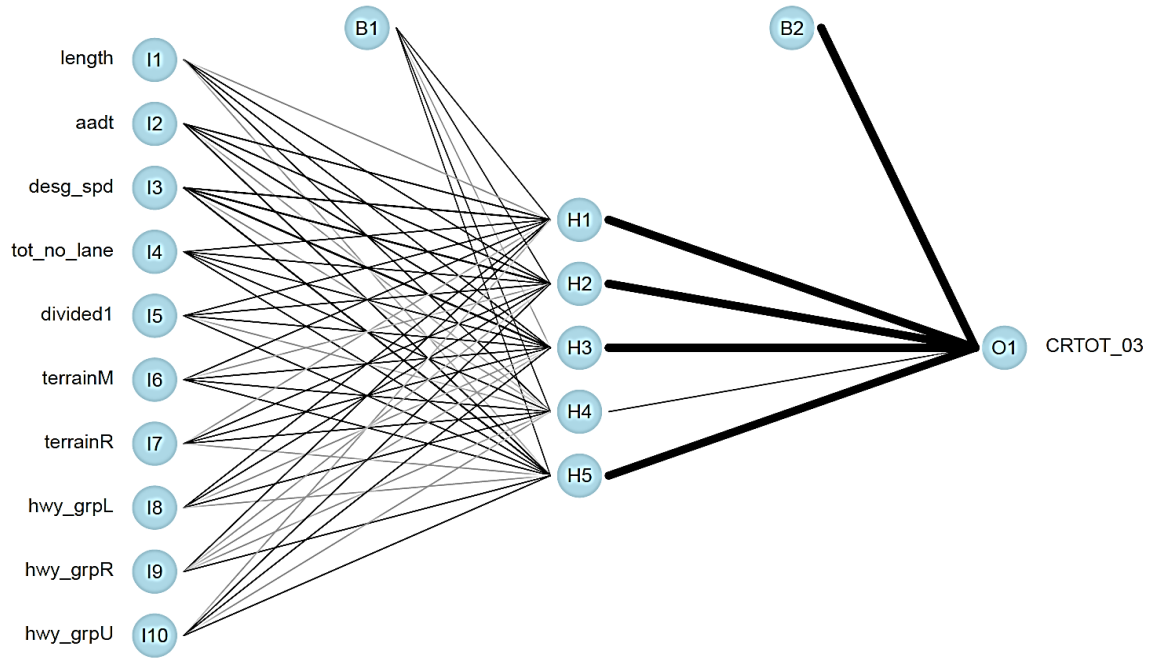 B1
B2
length I1
aadt I2
desg_spd I3
H1
tot_no_lane I4
H2
divided1 I5
H3
O1 CRTOT_03
terrainM I6
H4
terrainR I7
H5
hwy_grpL I8
hwy_grpR I9
hwy_grpU I10